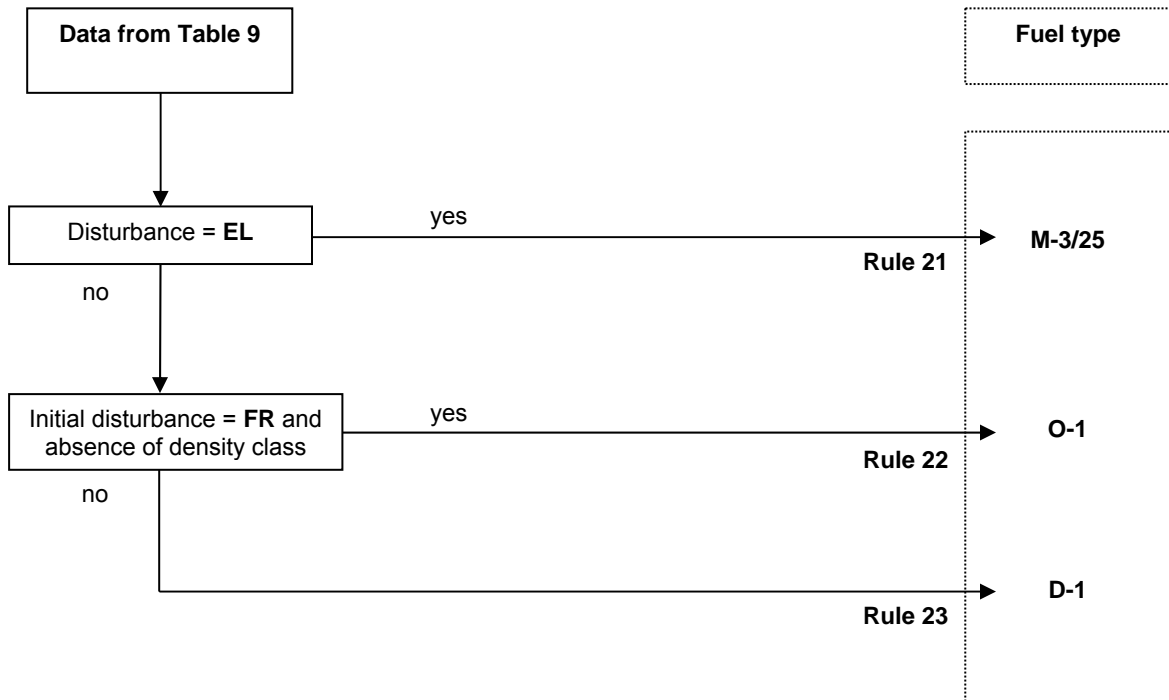 Data from Table 9
Fuel type
Disturbance = EL
yes
Rule 21
M-3/25
no
Initial disturbance = FR and
absence of density class
yes
Rule 22
O-1
no
Rule 23
D-1